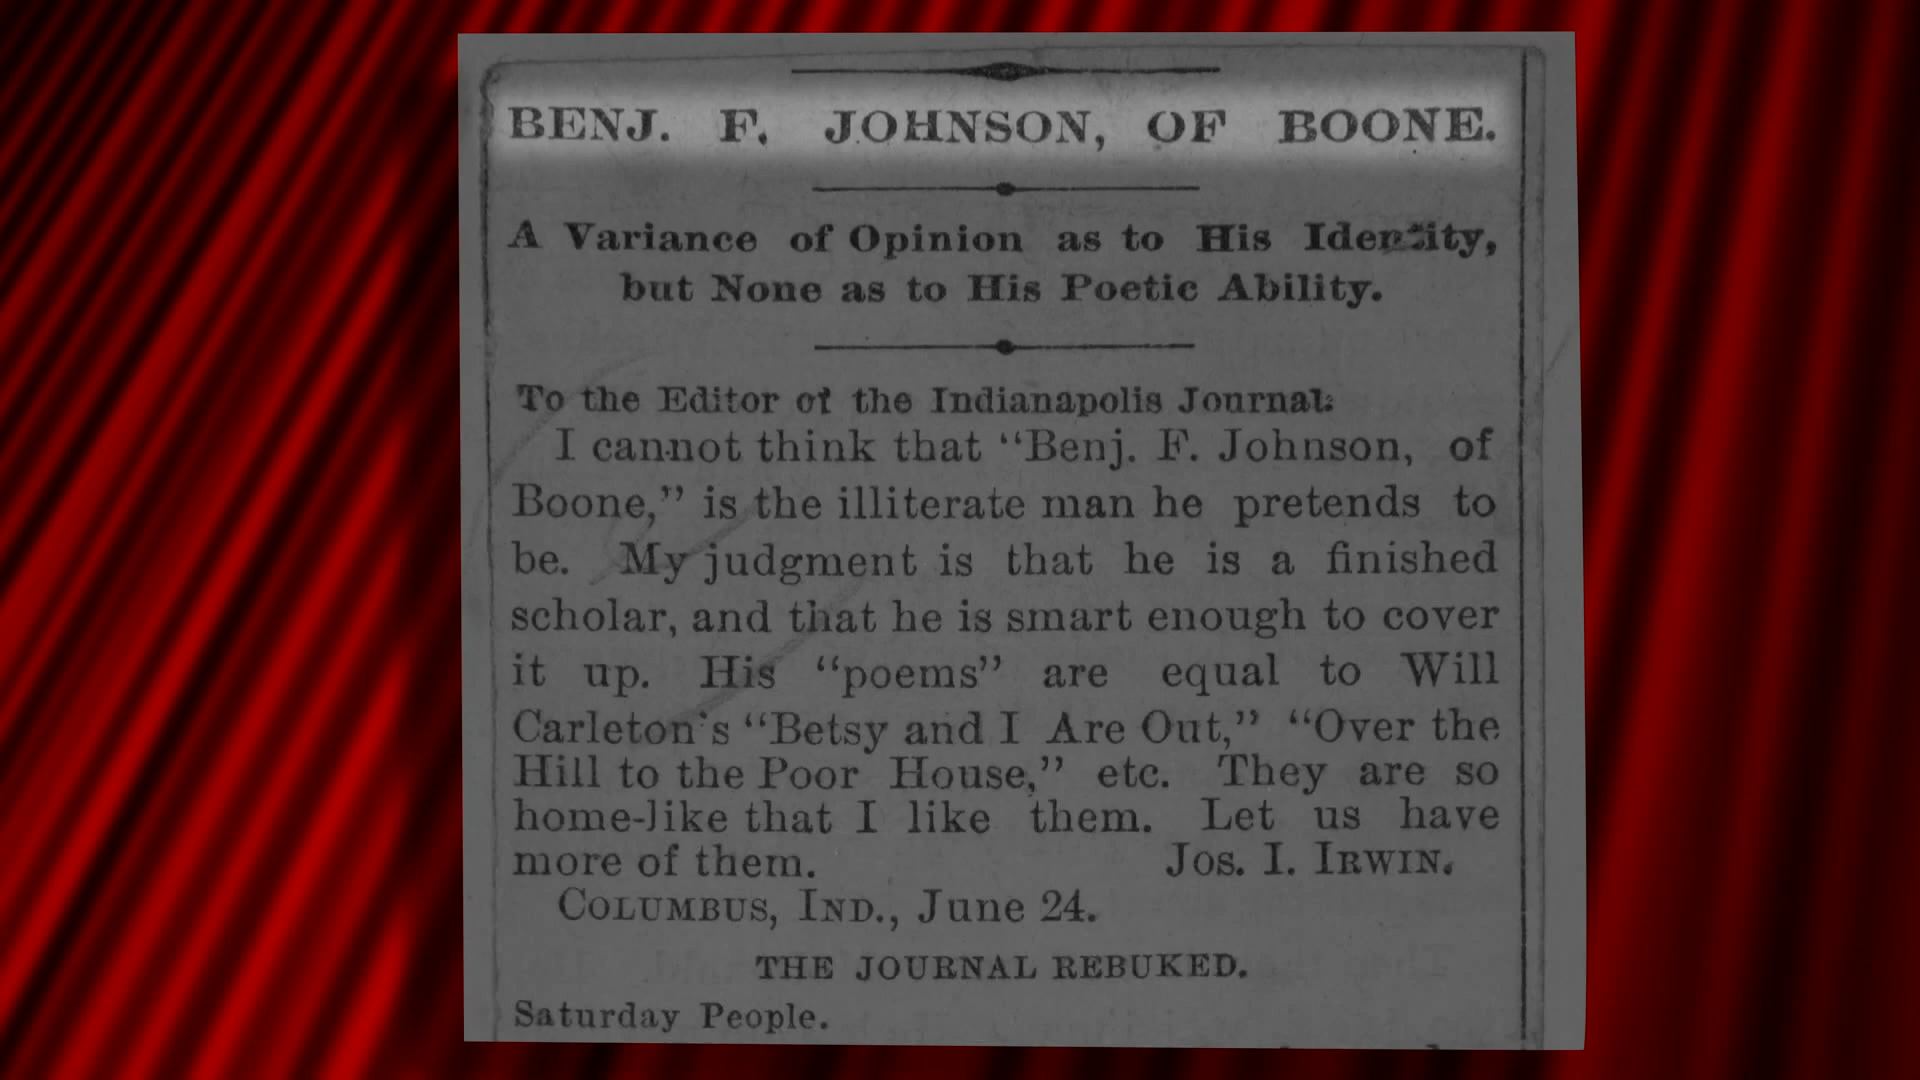 BENJ. F. JOHNSON, OF BOONE.
A Variance of Opinion as to His Identity,
but None as to His Poetic Ability.
To the Editor of the Indianapolis Journal:
I cannot think that “Benj. F. Johnson, of
Boone,” is the illiterate man he pretends to
be. My judgment is that he is a finished
scholar, and that he is smart enough to cover
it up. His “poems” are equal to Will
Carleton's “Betsy and I Are Out,” “Over the
Hill to the Poor House,” etc. They are so
home-like that I like them. Let us have
more of them. Jos. I. IRWIN.
COLUMBUS, IND., June 24.
THE JOURNAL REBUKED.
Saturday People.